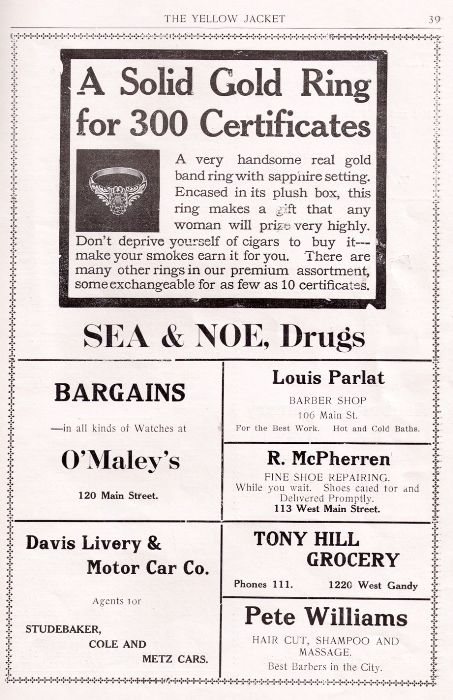 THE YELLOW JACKET 39
A Solid Gold Ring
for 300 Certificates
A very handsome real gold
band ring with sapphire setting.
Encased in its plush box, this
ring makes a gift that any
woman will prize very highly.
Don't deprive yourself of cigars to buy it---
make your smokes earn it for you. There are
many other rings in our premium assortment,
some exchangeable for as few as 10 certificates.
SEA & NOE, Drugs
BARGAINS
—in all kinds of Watches at
O'Maley's
120 Main Street.
Louis Parlat
BARBER SHOP
106 Main St.
For the Best Work. Hot and Cold Baths.
R. McPherren
FINE SHOE REPAIRING.
While you wait. Shoes called for and
Delivered Promptly.
113 West Main Street.
Davis Livery &
Motor Car Co.
Agents for
STUDEBAKER,
COLE AND
METZ CARS.
TONY HILL
GROCERY
Phones 111. 1220 West Gandy
Pete Williams
HAIR CUT, SHAMPOO AND
MASSAGE.
Best Barbers in the City.